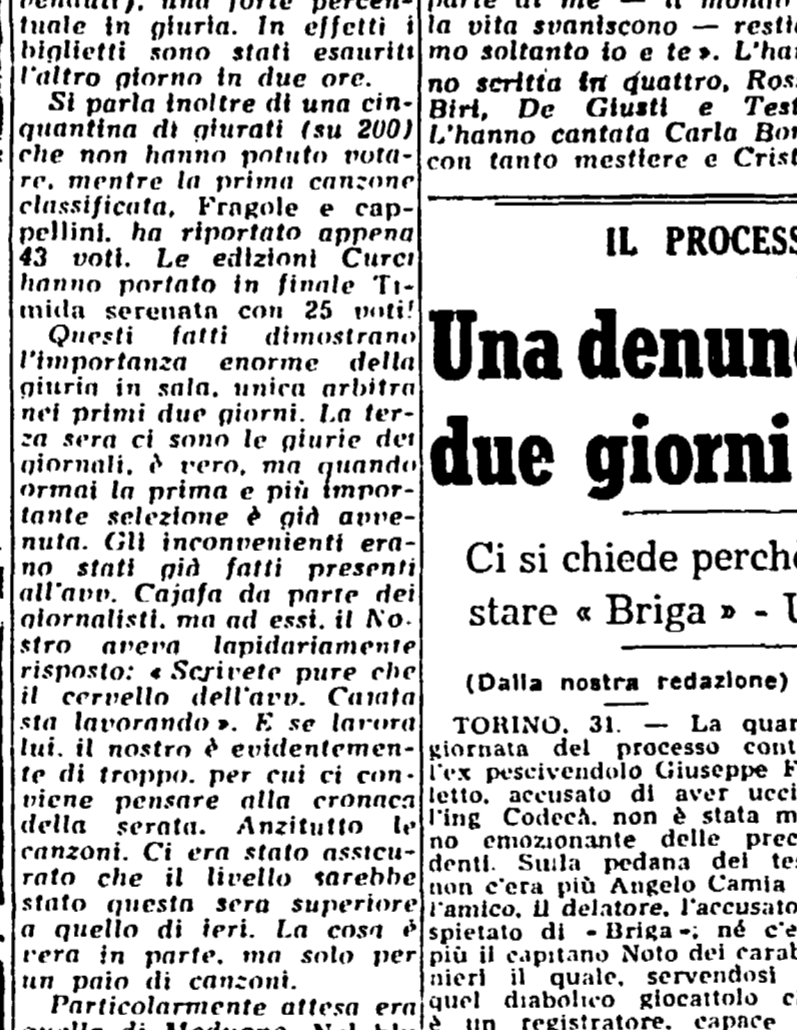 tuale in giuria. In effetti i
biglietti sono stati esauriti
l'altro giorno in due ore.
Si parla inoltre di una cin-
quantina di giurati (su 200)
che non hanno potuto vota-
re, mentre la prima canzone
classificata, Fragole e cap-
pellini, ha riportato appena
43 voti. Le edizioni Curci
hanno portato in finale Ti-
mida serenata con 25 voti!
Questi fatti dimostrano
l'importanza enorme della
giuria in sala, unica arbitra
nei primi due giorni. La ter-
za sera ci sono le giurie dei
giornali, è vero, ma quando
ormai la prima e più impor-
tante selezione è già avve-
nuta. Gli inconvenienti era-
no stati già fatti presenti
all'avv. Cajafa da parte dei
giornalisti, ma ad essi, il No-
stro aveva lapidariamente
risposto: « Scrivete pure che
il cervello dell'avv. Caiafa
sta lavorando ». E se lavora
lui, il nostro è evidentemen-
te di troppo, per cui ci con-
viene pensare alla cronaca
della serata. Anzitutto le
canzoni. Ci era stato assicu-
rato che il livello sarebbe
stato questa sera superiore
a quello di ieri. La cosa è
vera in parte, ma solo per
un paio di canzoni.
Particolarmente attesa era
la vita svaniscono — restia
mo soltanto io e te ». L'han
no scritta in quattro, Ros
Biri, De Giusti e Test
L'hanno cantata Carla Bon
con tanto mestiere e Crist
IL PROCESS
Una denunc
due giorni
Ci si chiede perchè
stare « Briga » - U
(Dalla nostra redazione)
TORINO, 31. — La quar
giornata del processo cont
l'ex pescivendolo Giuseppe F
letto, accusato di aver ucci
l'ing Codecà, non è stata m
no emozionante delle prec
denti. Sulla pedana dei tes
non c'era più Angelo Camia
l'amico, il delatore, l'accusato
spietato di « Briga »; né c'e
più il capitano Noto dei carab
nieri il quale, servendosi
quel diabolico giocattolo c
è un registratore, capace